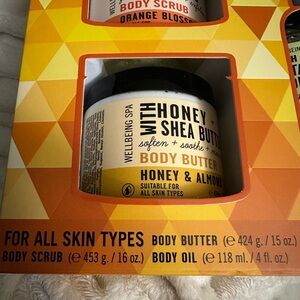 BODY SCRUB
ORANGE BLOSS
WELLBEING SPA
WITH HONEY +
SHEA BUTT
soften + soothe +
BODY BUTTER
HONEY & ALMOND
SUITABLE FOR
ALL SKIN TYPES
FOR ALL SKIN TYPES BODY BUTTER (℮ 424 g. / 15 oz.)
BODY SCRUB (℮ 453 g. / 16 oz.) BODY OIL (℮ 118 ml. / 4 fl. oz.)